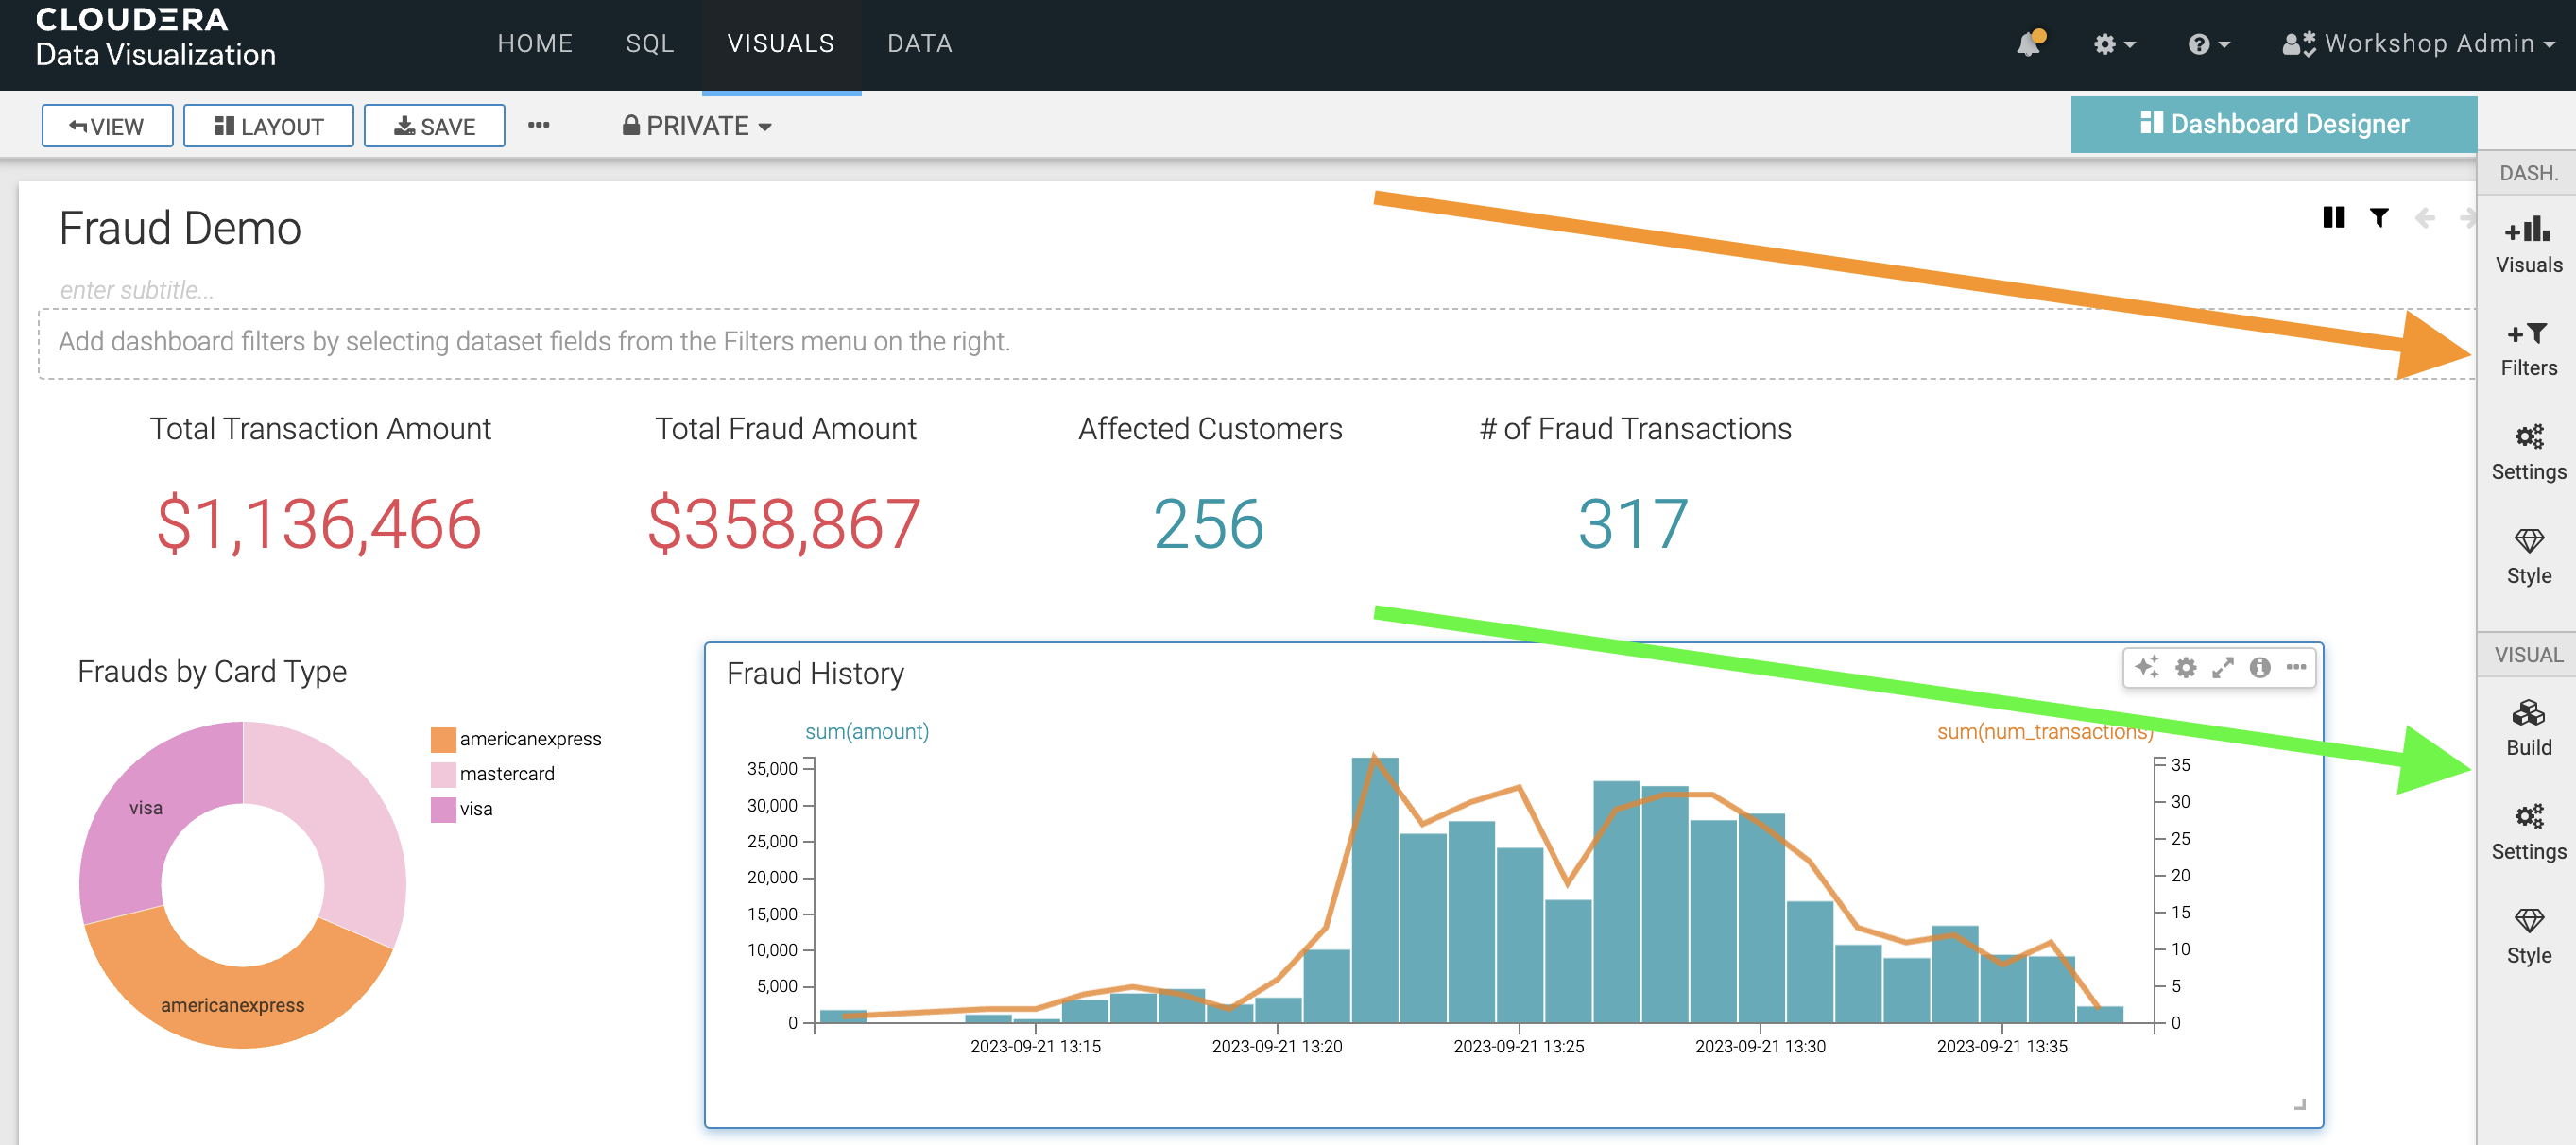 CLOUDERA
Data Visualization
HOME
SQL
VISUALS
DATA
Workshop Admin
VIEW
LAYOUT
SAVE
PRIVATE
Dashboard Designer
DASH.
Visuals
Filters
Settings
Style
VISUAL
Build
Settings
Style
Fraud Demo
enter subtitle...
Add dashboard filters by selecting dataset fields from the Filters menu on the right.
Total Transaction Amount
$1,136,466
Total Fraud Amount
$358,867
Affected Customers
256
# of Fraud Transactions
317
Frauds by Card Type
visa
americanexpress
americanexpress
mastercard
visa
Fraud History
sum(amount)
sum(num_transactions)
35,000
30,000
25,000
20,000
15,000
10,000
5,000
0
35
30
25
20
15
10
5
0
2023-09-21 13:15
2023-09-21 13:20
2023-09-21 13:25
2023-09-21 13:30
2023-09-21 13:35